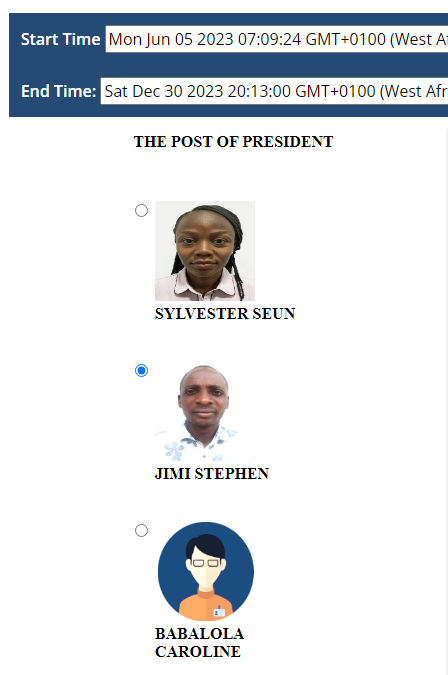 Start Time Mon Jun 05 2023 07:09:24 GMT+0100 (West
End Time: Sat Dec 30 2023 20:13:00 GMT+0100 (West
THE POST OF PRESIDENT
SYLVESTER SEUN
JIMI STEPHEN
BABALOLA
CAROLINE